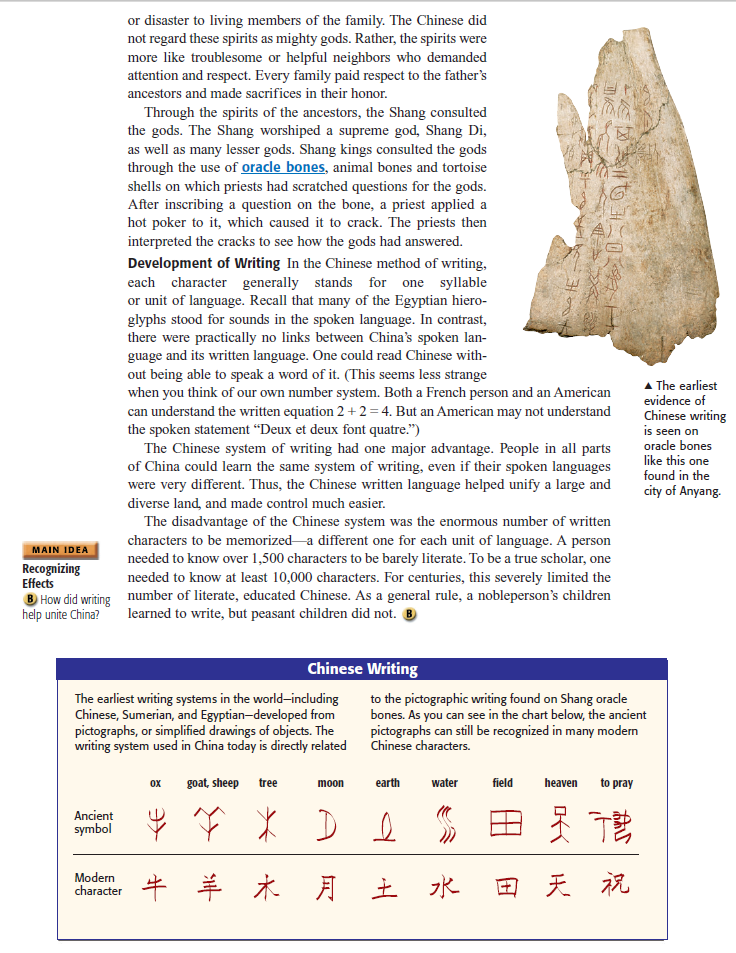 or disaster to living members of the family. The Chinese did
not regard these spirits as mighty gods. Rather, the spirits were
more like troublesome or helpful neighbors who demanded
attention and respect. Every family paid respect to the father’s
ancestors and made sacrifices in their honor.
Through the spirits of the ancestors, the Shang consulted
the gods. The Shang worshiped a supreme god, Shang Di,
as well as many lesser gods. Shang kings consulted the gods
through the use of oracle bones, animal bones and tortoise
shells on which priests had scratched questions for the gods.
After inscribing a question on the bone, a priest applied a
hot poker to it, which caused it to crack. The priests then
interpreted the cracks to see how the gods had answered.
Development of Writing In the Chinese method of writing,
each character generally stands for one syllable
or unit of language. Recall that many of the Egyptian hiero-
glyphs stood for sounds in the spoken language. In contrast,
there were practically no links between China’s spoken lan-
guage and its written language. One could read Chinese with-
out being able to speak a word of it. (This seems less strange
when you think of our own number system. Both a French person and an American
can understand the written equation 2 + 2 = 4. But an American may not understand
the spoken statement “Deux et deux font quatre.”)
The Chinese system of writing had one major advantage. People in all parts
of China could learn the same system of writing, even if their spoken languages
were very different. Thus, the Chinese written language helped unify a large and
diverse land, and made control much easier.
The disadvantage of the Chinese system was the enormous number of written
characters to be memorized—a different one for each unit of language. A person
needed to know over 1,500 characters to be barely literate. To be a true scholar, one
needed to know at least 10,000 characters. For centuries, this severely limited the
number of literate, educated Chinese. As a general rule, a nobleperson’s children
learned to write, but peasant children did not. B
▲ The earliest
evidence of
Chinese writing
is seen on
oracle bones
like this one
found in the
city of Anyang.
MAIN IDEA
Recognizing
Effects
B How did writing
help unite China?
Chinese Writing
The earliest writing systems in the world—including
Chinese, Sumerian, and Egyptian—developed from
pictographs, or simplified drawings of objects. The
writing system used in China today is directly related
to the pictographic writing found on Shang oracle
bones. As you can see in the chart below, the ancient
pictographs can still be recognized in many modern
Chinese characters.
ox goat, sheep tree moon earth water field heaven to pray
Ancient
symbol
Modern
character 牛 羊 木 月 土 水 田 天 祝